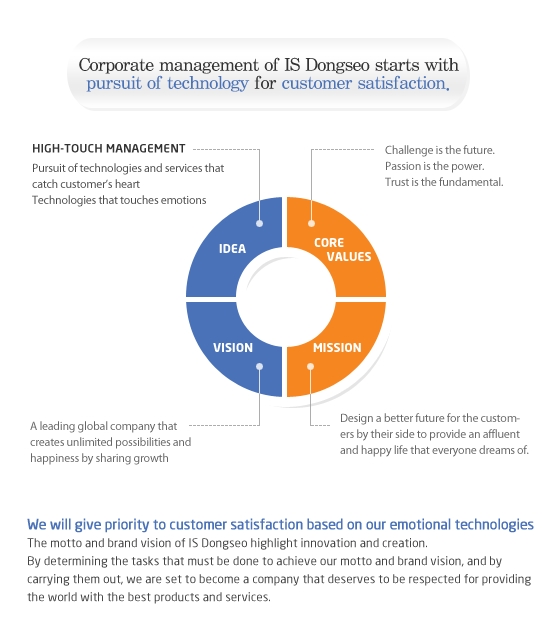 Corporate management of IS Dongseo starts with
pursuit of technology for customer satisfaction.
HIGH-TOUCH MANAGEMENT
Pursuit of technologies and services that
catch customer's heart
Technologies that touches emotions
Challenge is the future.
Passion is the power.
Trust is the fundamental.
IDEA
CORE
VALUES
VISION
MISSION
A leading global company that
creates unlimited possibilities and
happiness by sharing growth
Design a better future for the custom-
ers by their side to provide an affluent
and happy life that everyone dreams of.
We will give priority to customer satisfaction based on our emotional technologies
The motto and brand vision of IS Dongseo highlight innovation and creation.
By determining the tasks that must be done to achieve our motto and brand vision, and by
carrying them out, we are set to become a company that deserves to be respected for providing
the world with the best products and services.